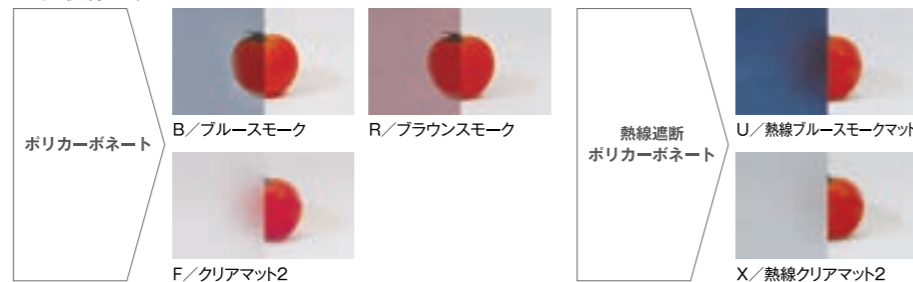 ポリカーボネート
B／ブルースモーク
R／ブラウンスモーク
F／クリアマット2
熱線遮断
ポリカーボネート
U／熱線ブルースモークマット
X／熱線クリアマット2